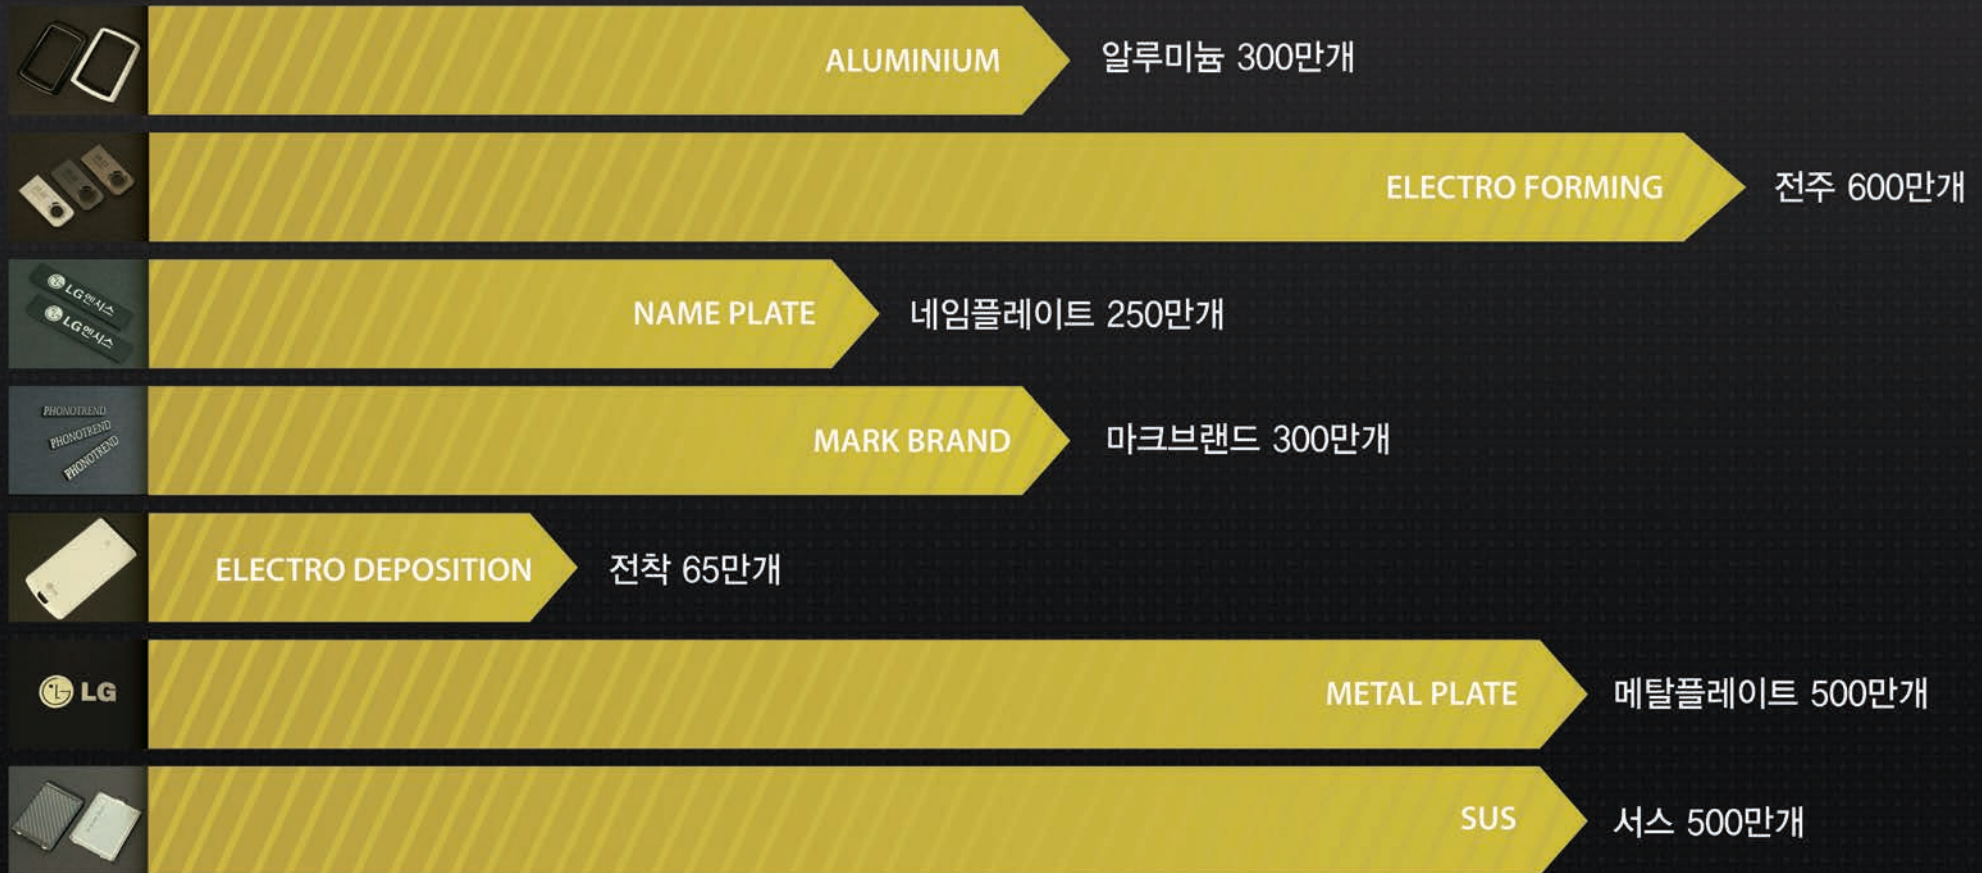 ALUMINIUM 알루미늄 300만개
ELECTRO FORMING 전주 600만개
LG엔시스
LG엔시스
NAME PLATE 네임플레이트 250만개
PHONOTREND
PHONOTREND
PHONOTREND
MARK BRAND 마크브랜드 300만개
ELECTRO DEPOSITION 전착 65만개
LG
METAL PLATE 메탈플레이트 500만개
SUS 서스 500만개